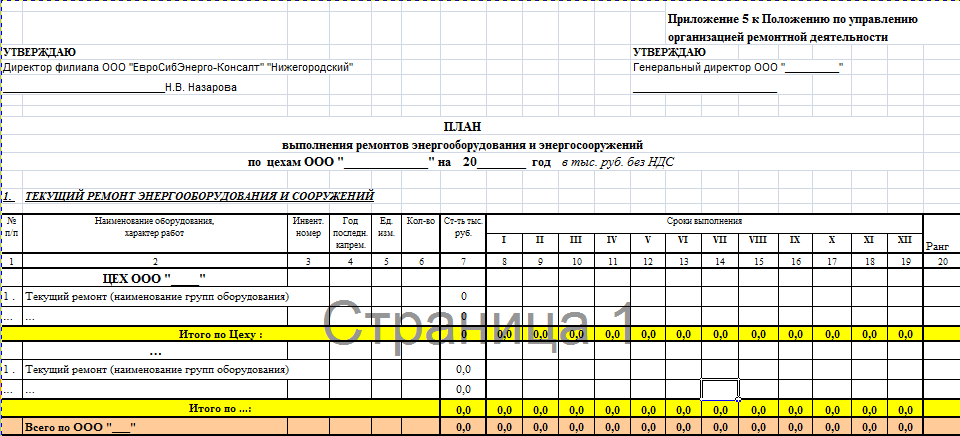 Приложение 5 к Положению по управлению
организацией ремонтной деятельности
УТВЕРЖДАЮ УТВЕРЖДАЮ
Директор филиала ООО "ЕвроСибЭнерго-Консалт" "Нижегородский" Генеральный директор ООО "_________"
___________________________Н.В. Назарова ________________________
ПЛАН
выполнения ремонтов энергооборудования и энергосооружений
по цехам ООО "_____________" на 20________ год в тыс. руб. без НДС
1. ТЕКУЩИЙ РЕМОНТ ЭНЕРГООБОРУДОВАНИЯ И СООРУЖЕНИЙ
№ Наименование оборудования, Инвент. Год Ед. Кол-во Ст-ть тыс. Сроки выполнения
п/п характер работ номер последн. изм. руб.
капрем. I II III IV V VI VII VIII IX X XI XII Ранг
1 2 3 4 5 6 7 8 9 10 11 12 13 14 15 16 17 18 19 20
ЦЕХ ООО "____"
1 . Текущий ремонт (наименование групп оборудования) 0
... ... 0
Страница 1
Итого по Цеху : 0 0,0 0,0 0,0 0,0 0,0 0,0 0,0 0,0 0,0 0,0 0,0 0,0
...
1 . Текущий ремонт (наименование групп оборудования) 0,0
... ... 0,0
Итого по ...: 0,0 0,0 0,0 0,0 0,0 0,0 0,0 0,0 0,0 0,0 0,0 0,0 0,0
Всего по ООО "___" 0,0 0,0 0,0 0,0 0,0 0,0 0,0 0,0 0,0 0,0 0,0 0,0 0,0